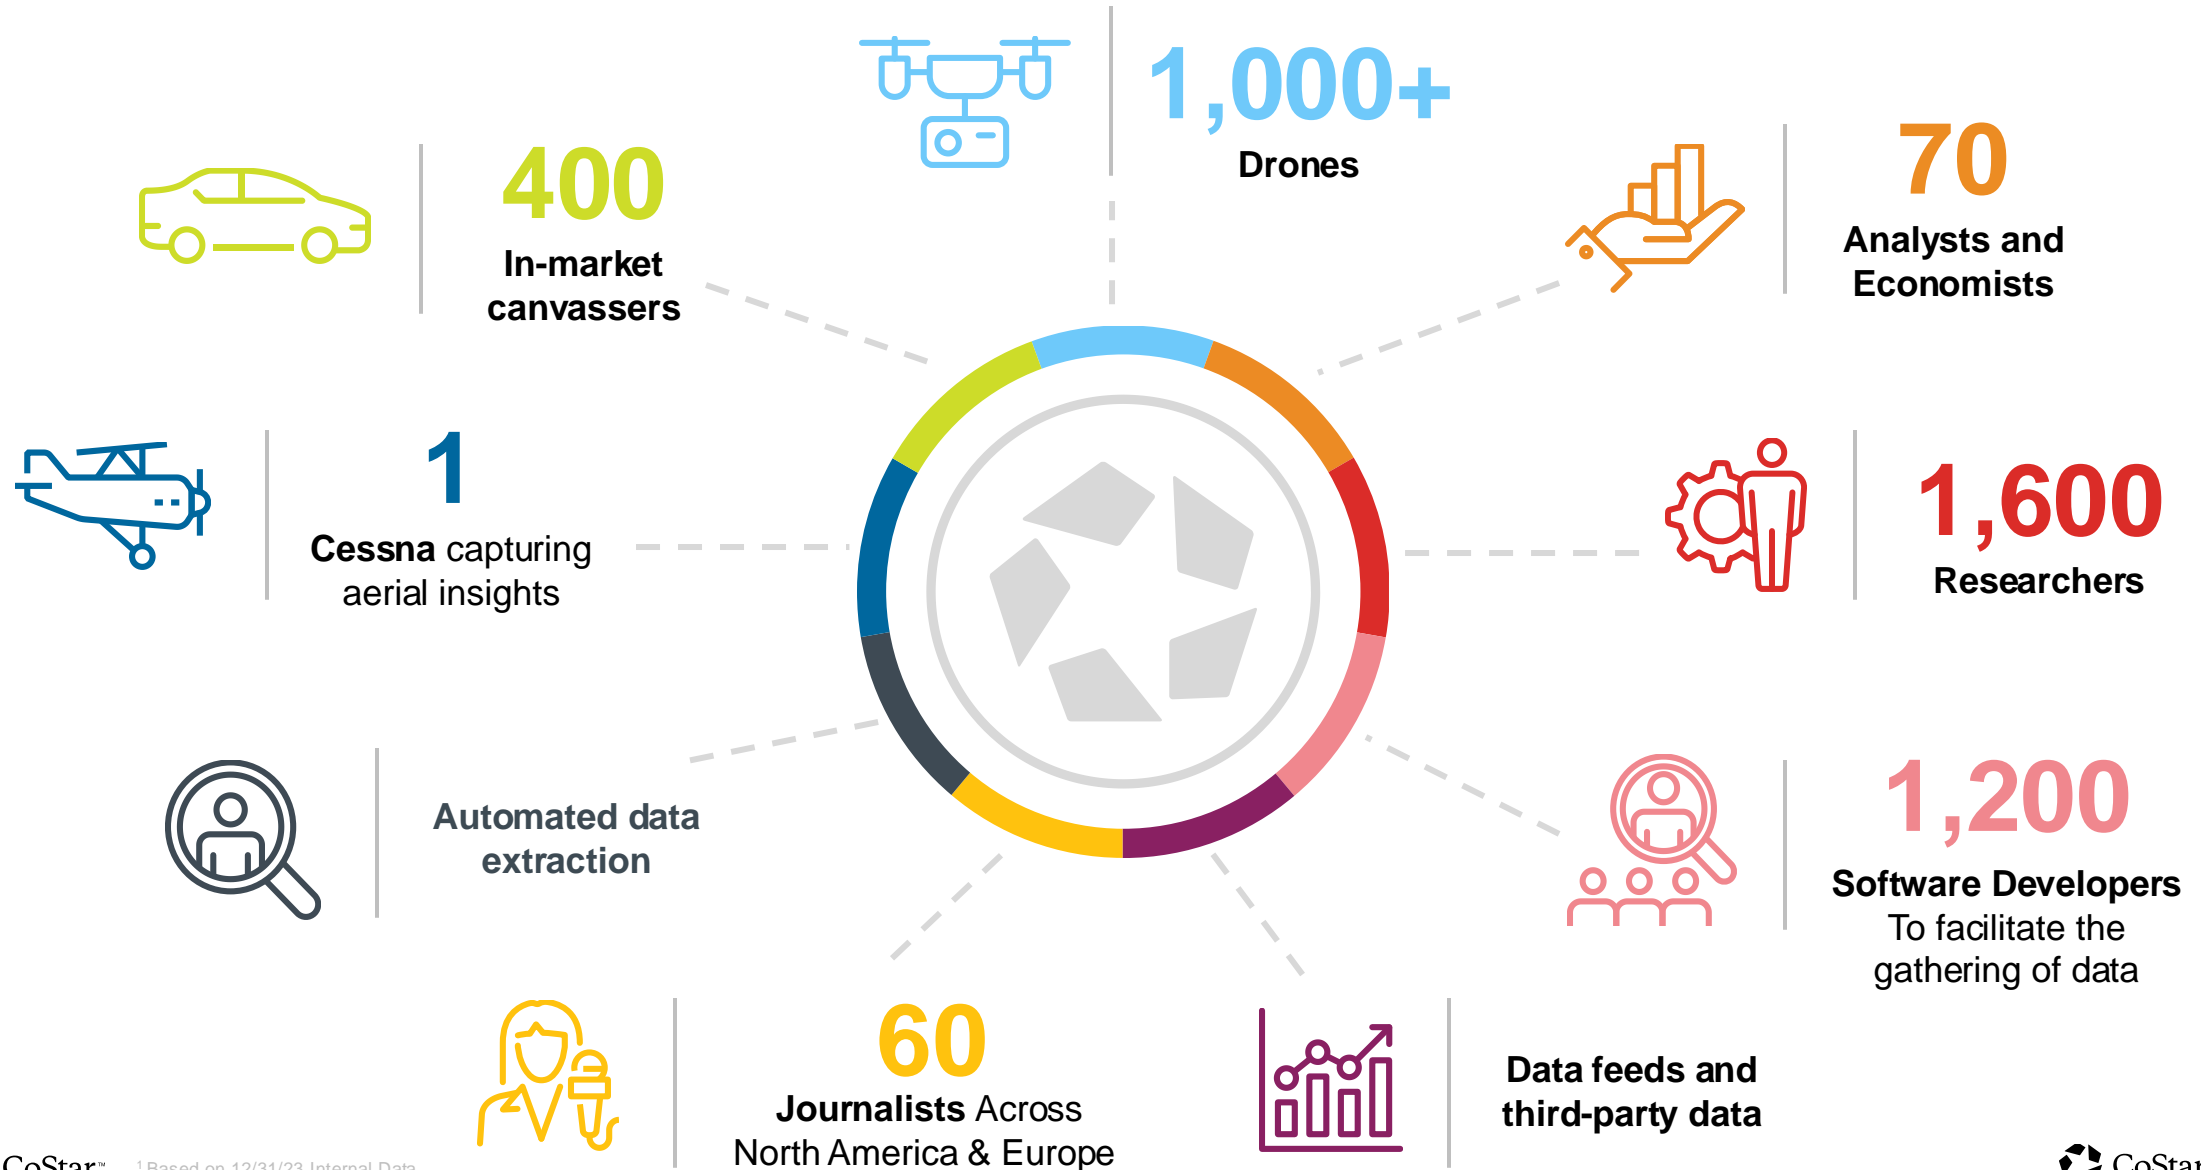 1,000+
Drones
400
In-market
canvassers
70
Analysts and
Economists
1
Cessna capturing
aerial insights
1,600
Researchers
Automated data
extraction
1,200
Software Developers
To facilitate the
gathering of data
60
Journalists Across
North America & Europe
Data feeds and
third-party data
CoStar™
1 Based on 12/31/23 Internal Data
CoStar